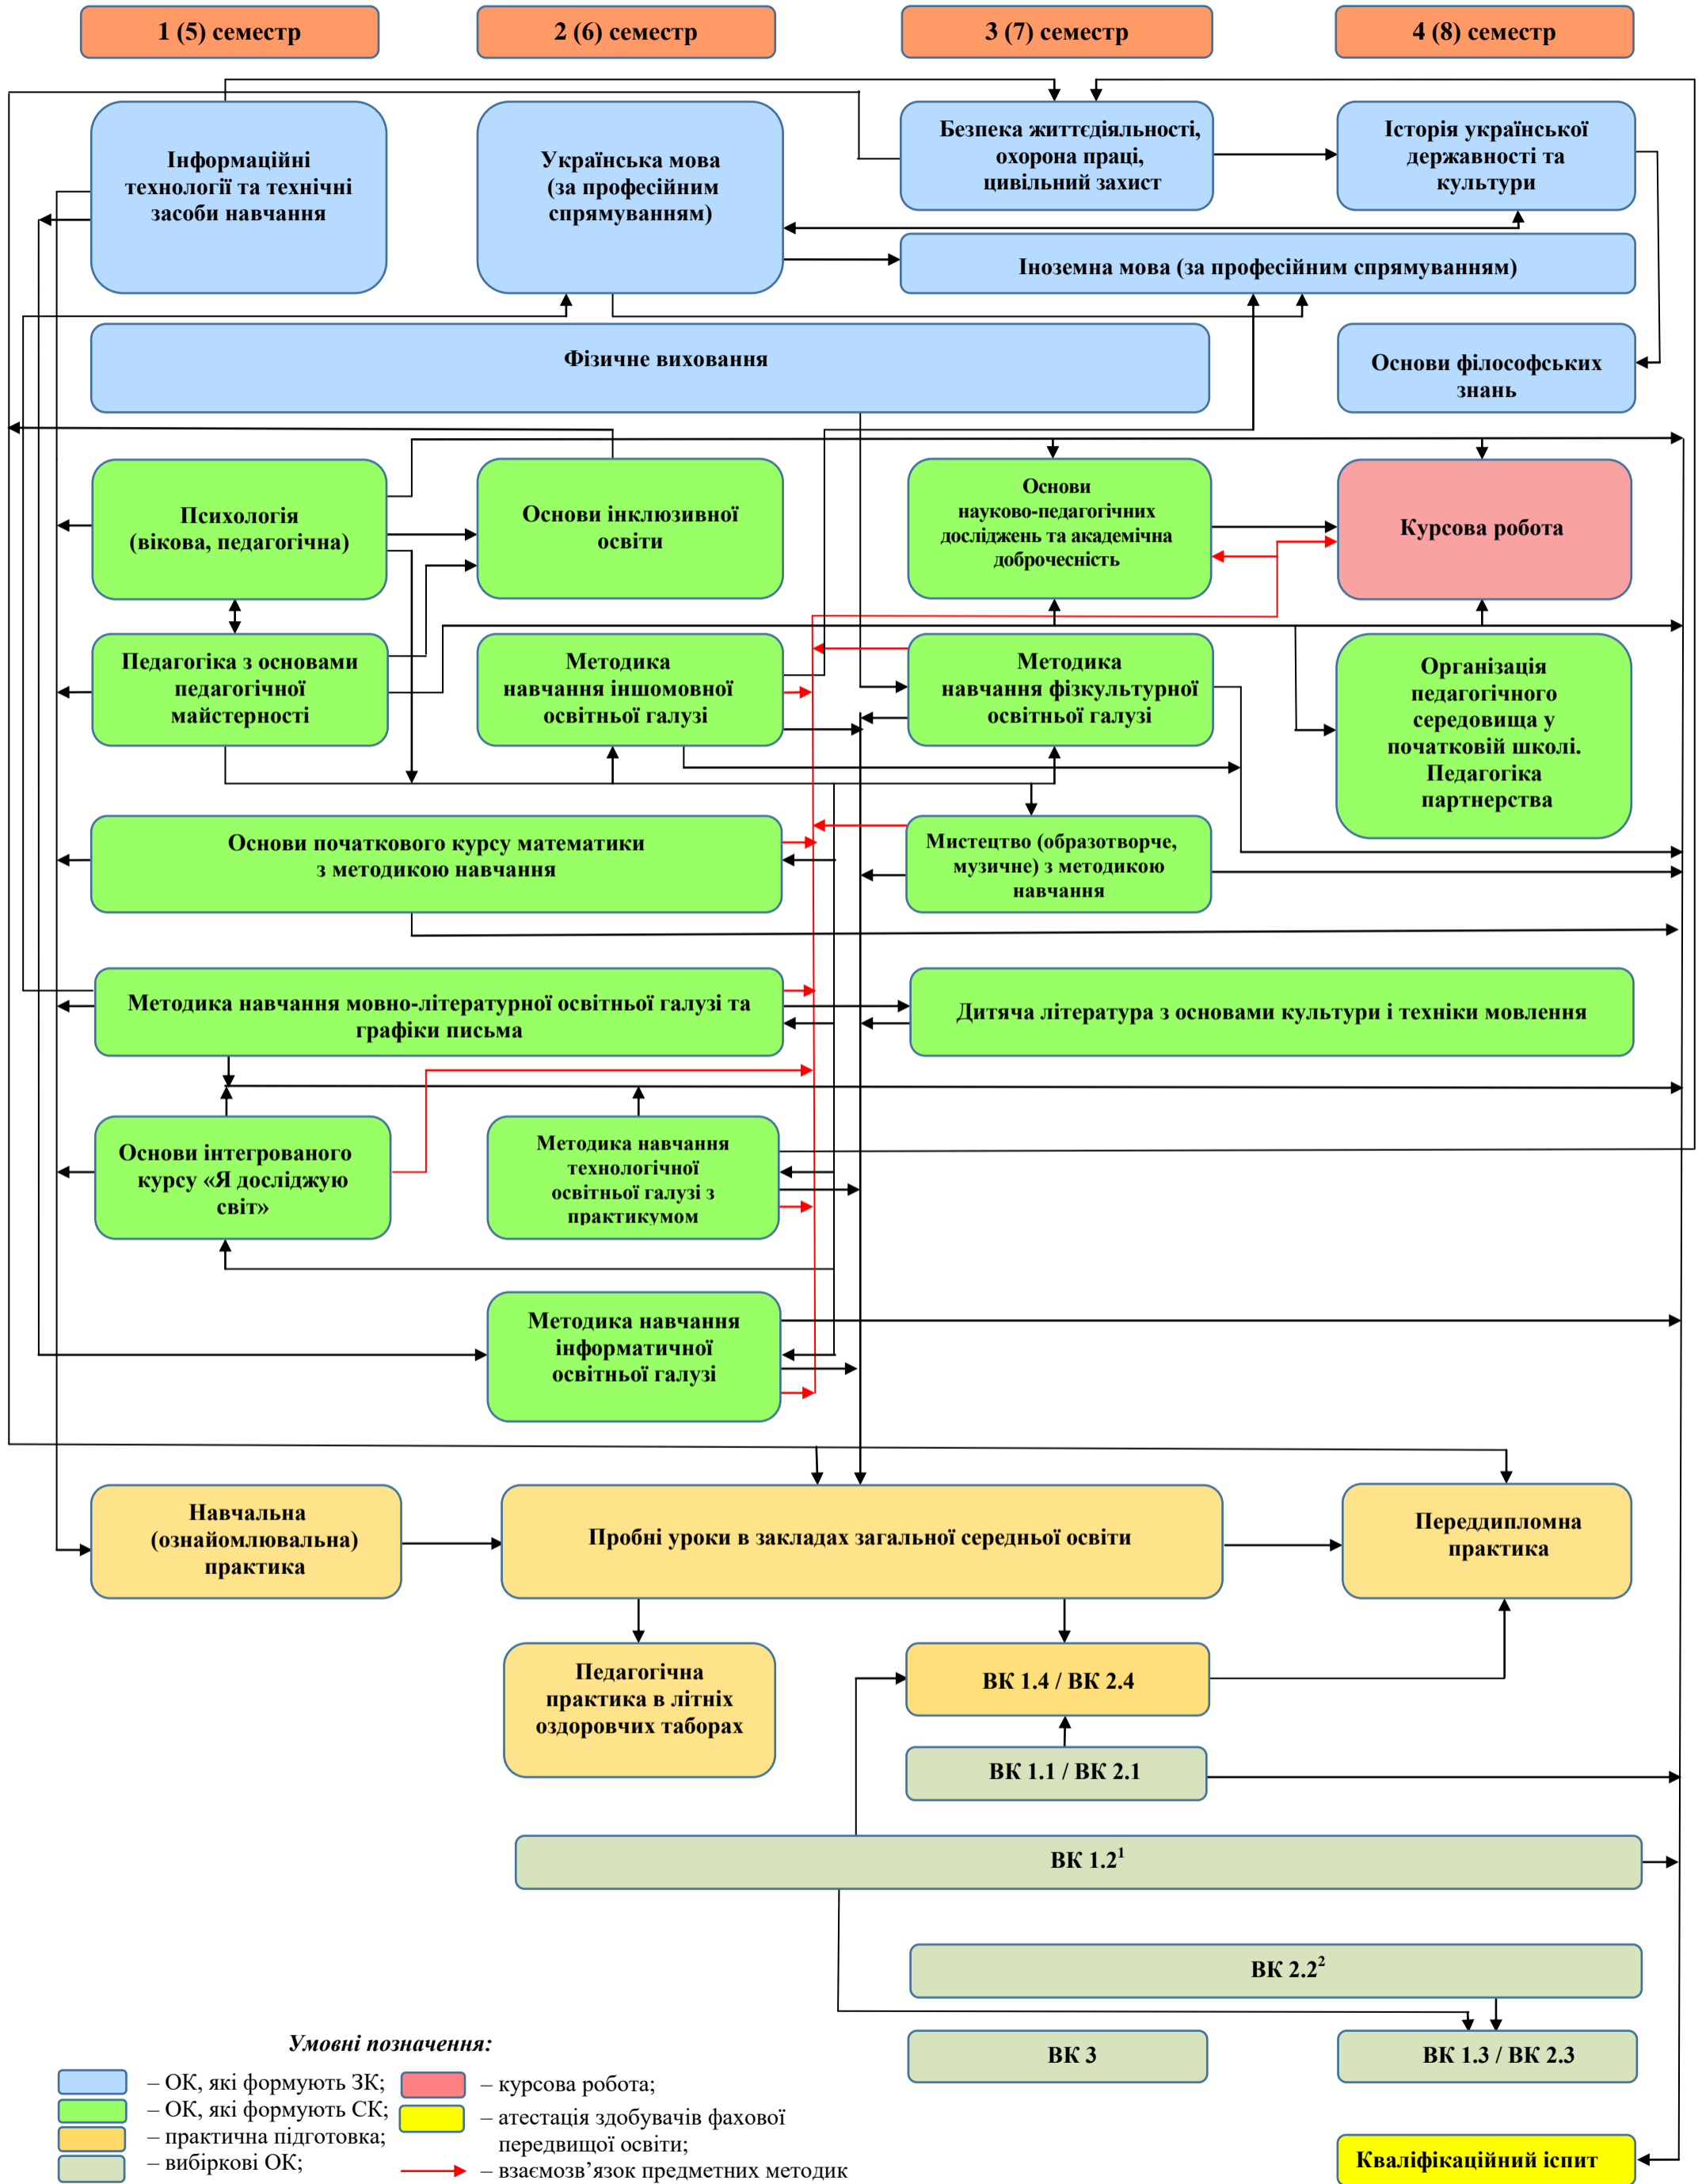 1 (5) семестр
2 (6) семестр
3 (7) семестр
4 (8) семестр
Інформаційні
технології та технічні
засоби навчання
Українська мова
(за професійним
спрямуванням)
Безпека життєдіяльності,
охорона праці,
цивільний захист
Історія української
державності та
культури
Іноземна мова (за професійним спрямуванням)
Фізичне виховання
Основи філософських
знань
Психологія
(вікова, педагогічна)
Основи інклюзивної
освіти
Основи
науково-педагогічних
досліджень та академічна
доброчесність
Курсова робота
Педагогіка з основами
педагогічної
майстерності
Методика
навчання іншомовної
освітньої галузі
Методика
навчання фізкультурної
освітньої галузі
Організація
педагогічного
середовища у
початковій школі.
Педагогіка
партнерства
Основи початкового курсу математики
з методикою навчання
Мистецтво (образотворче,
музичне) з методикою
навчання
Методика навчання мовно-літературної освітньої галузі та
графіки письма
Дитяча література з основами культури і техніки мовлення
Основи інтегрованого
курсу «Я досліджую
світ»
Методика навчання
технологічної
освітньої галузі з
практикумом
Методика навчання
інформатичної
освітньої галузі
Навчальна
(ознайомлювальна)
практика
Пробні уроки в закладах загальної середньої освіти
Переддипломна
практика
Педагогічна
практика в літніх
оздоровчих таборах
ВК 1.4 / ВК 2.4
ВК 1.1 / ВК 2.1
ВК 1.2¹
ВК 2.2²
ВК 3
ВК 1.3 / ВК 2.3
Умовні позначення:
– ОК, які формують ЗК;
– ОК, які формують СК;
– практична підготовка;
– вибіркові ОК;
– курсова робота;
– атестація здобувачів фахової
передвищої освіти;
– взаємозв'язок предметних методик
Кваліфікаційний іспит